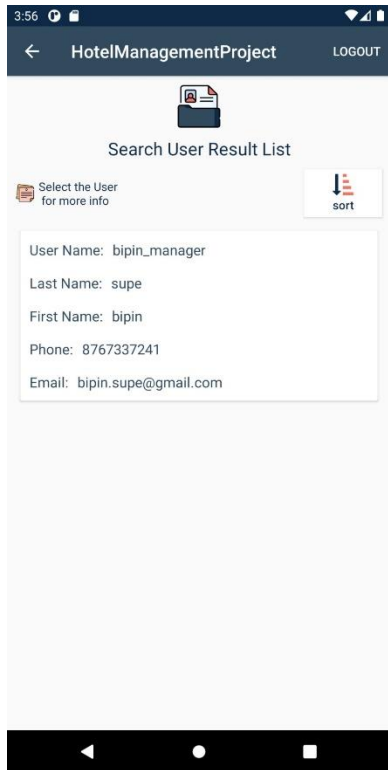 3:56
HotelManagementProject
LOGOUT
Search User Result List
Select the User
for more info
sort
User Name: bipin_manager
Last Name: supe
First Name: bipin
Phone: 8767337241
Email: bipin.supe@gmail.com